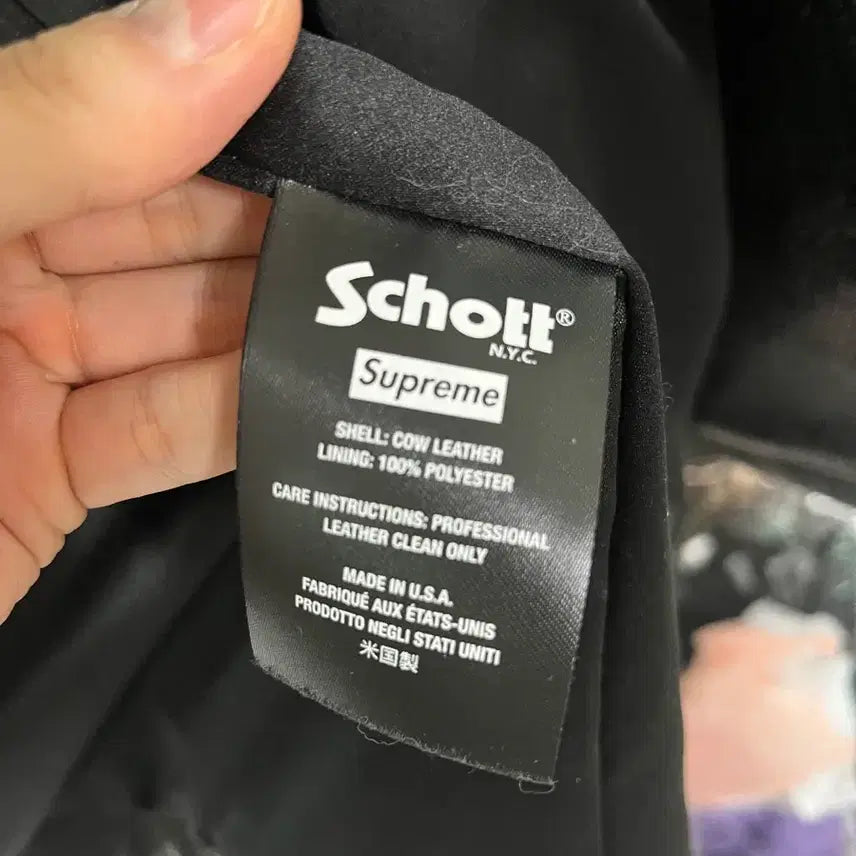 Schott®
N.Y.C.
Supreme
SHELL: COW LEATHER
LINING: 100% POLYESTER
CARE INSTRUCTIONS: PROFESSIONAL
LEATHER CLEAN ONLY
MADE IN U.S.A.
FABRIQUÉ AUX ÉTATS-UNIS
PRODOTTO NEGLI STATI UNITI
米国製